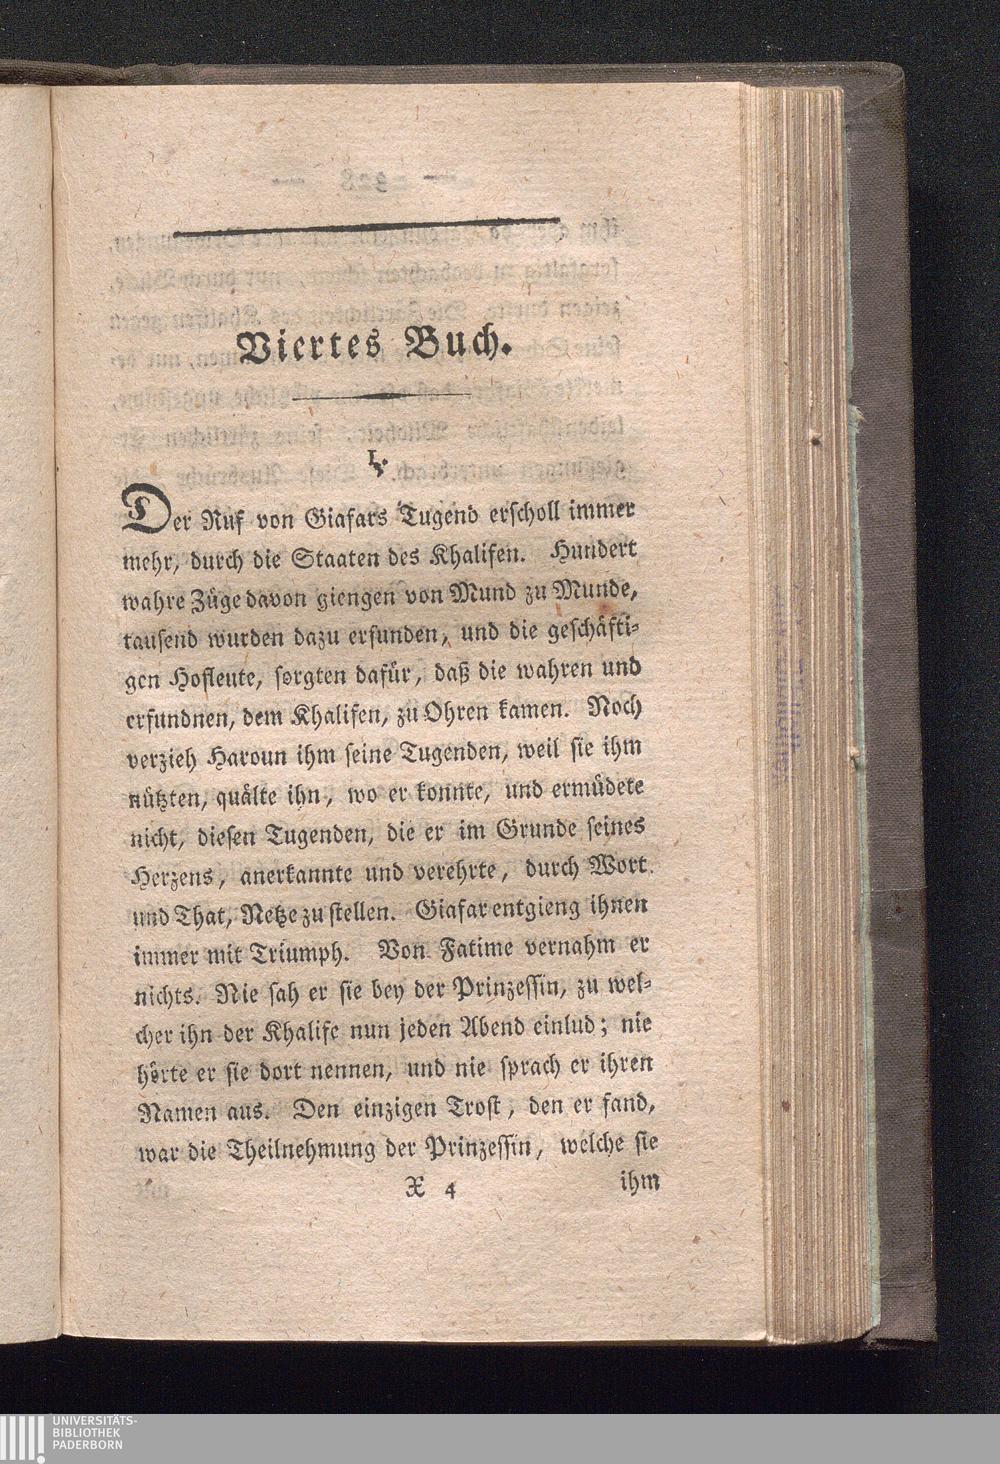 Viertes Buch.
1.
Der Ruf von Giafars Tugend erscholl immer
mehr, durch die Staaten des Khalifen. Hundert
wahre Züge davon giengen von Mund zu Munde,
tausend wurden dazu erfunden, und die geschäfti-
gen Hofleute, sorgten dafür, daß die wahren und
erfundnen, dem Khalifen, zu Ohren kamen. Noch
verzieh Haroun ihm seine Tugenden, weil sie ihm
nützten, quälte ihn, wo er konnte, und ermüdete
nicht, diesen Tugenden, die er im Grunde seines
Herzens, anerkannte und verehrte, durch Wort
und That, Netze zu stellen. Giafar entgieng ihnen
immer mit Triumph. Von Fatime vernahm er
nichts. Nie sah er sie bey der Prinzessin, zu wel-
cher ihn der Khalife nun jeden Abend einlud; nie
hörte er sie dort nennen, und nie sprach er ihren
Namen aus. Den einzigen Trost, den er fand,
war die Theilnehmung der Prinzessin, welche sie
X 4 ihm
UNIVERSITÄTS-
BIBLIOTHEK
PADERBORN